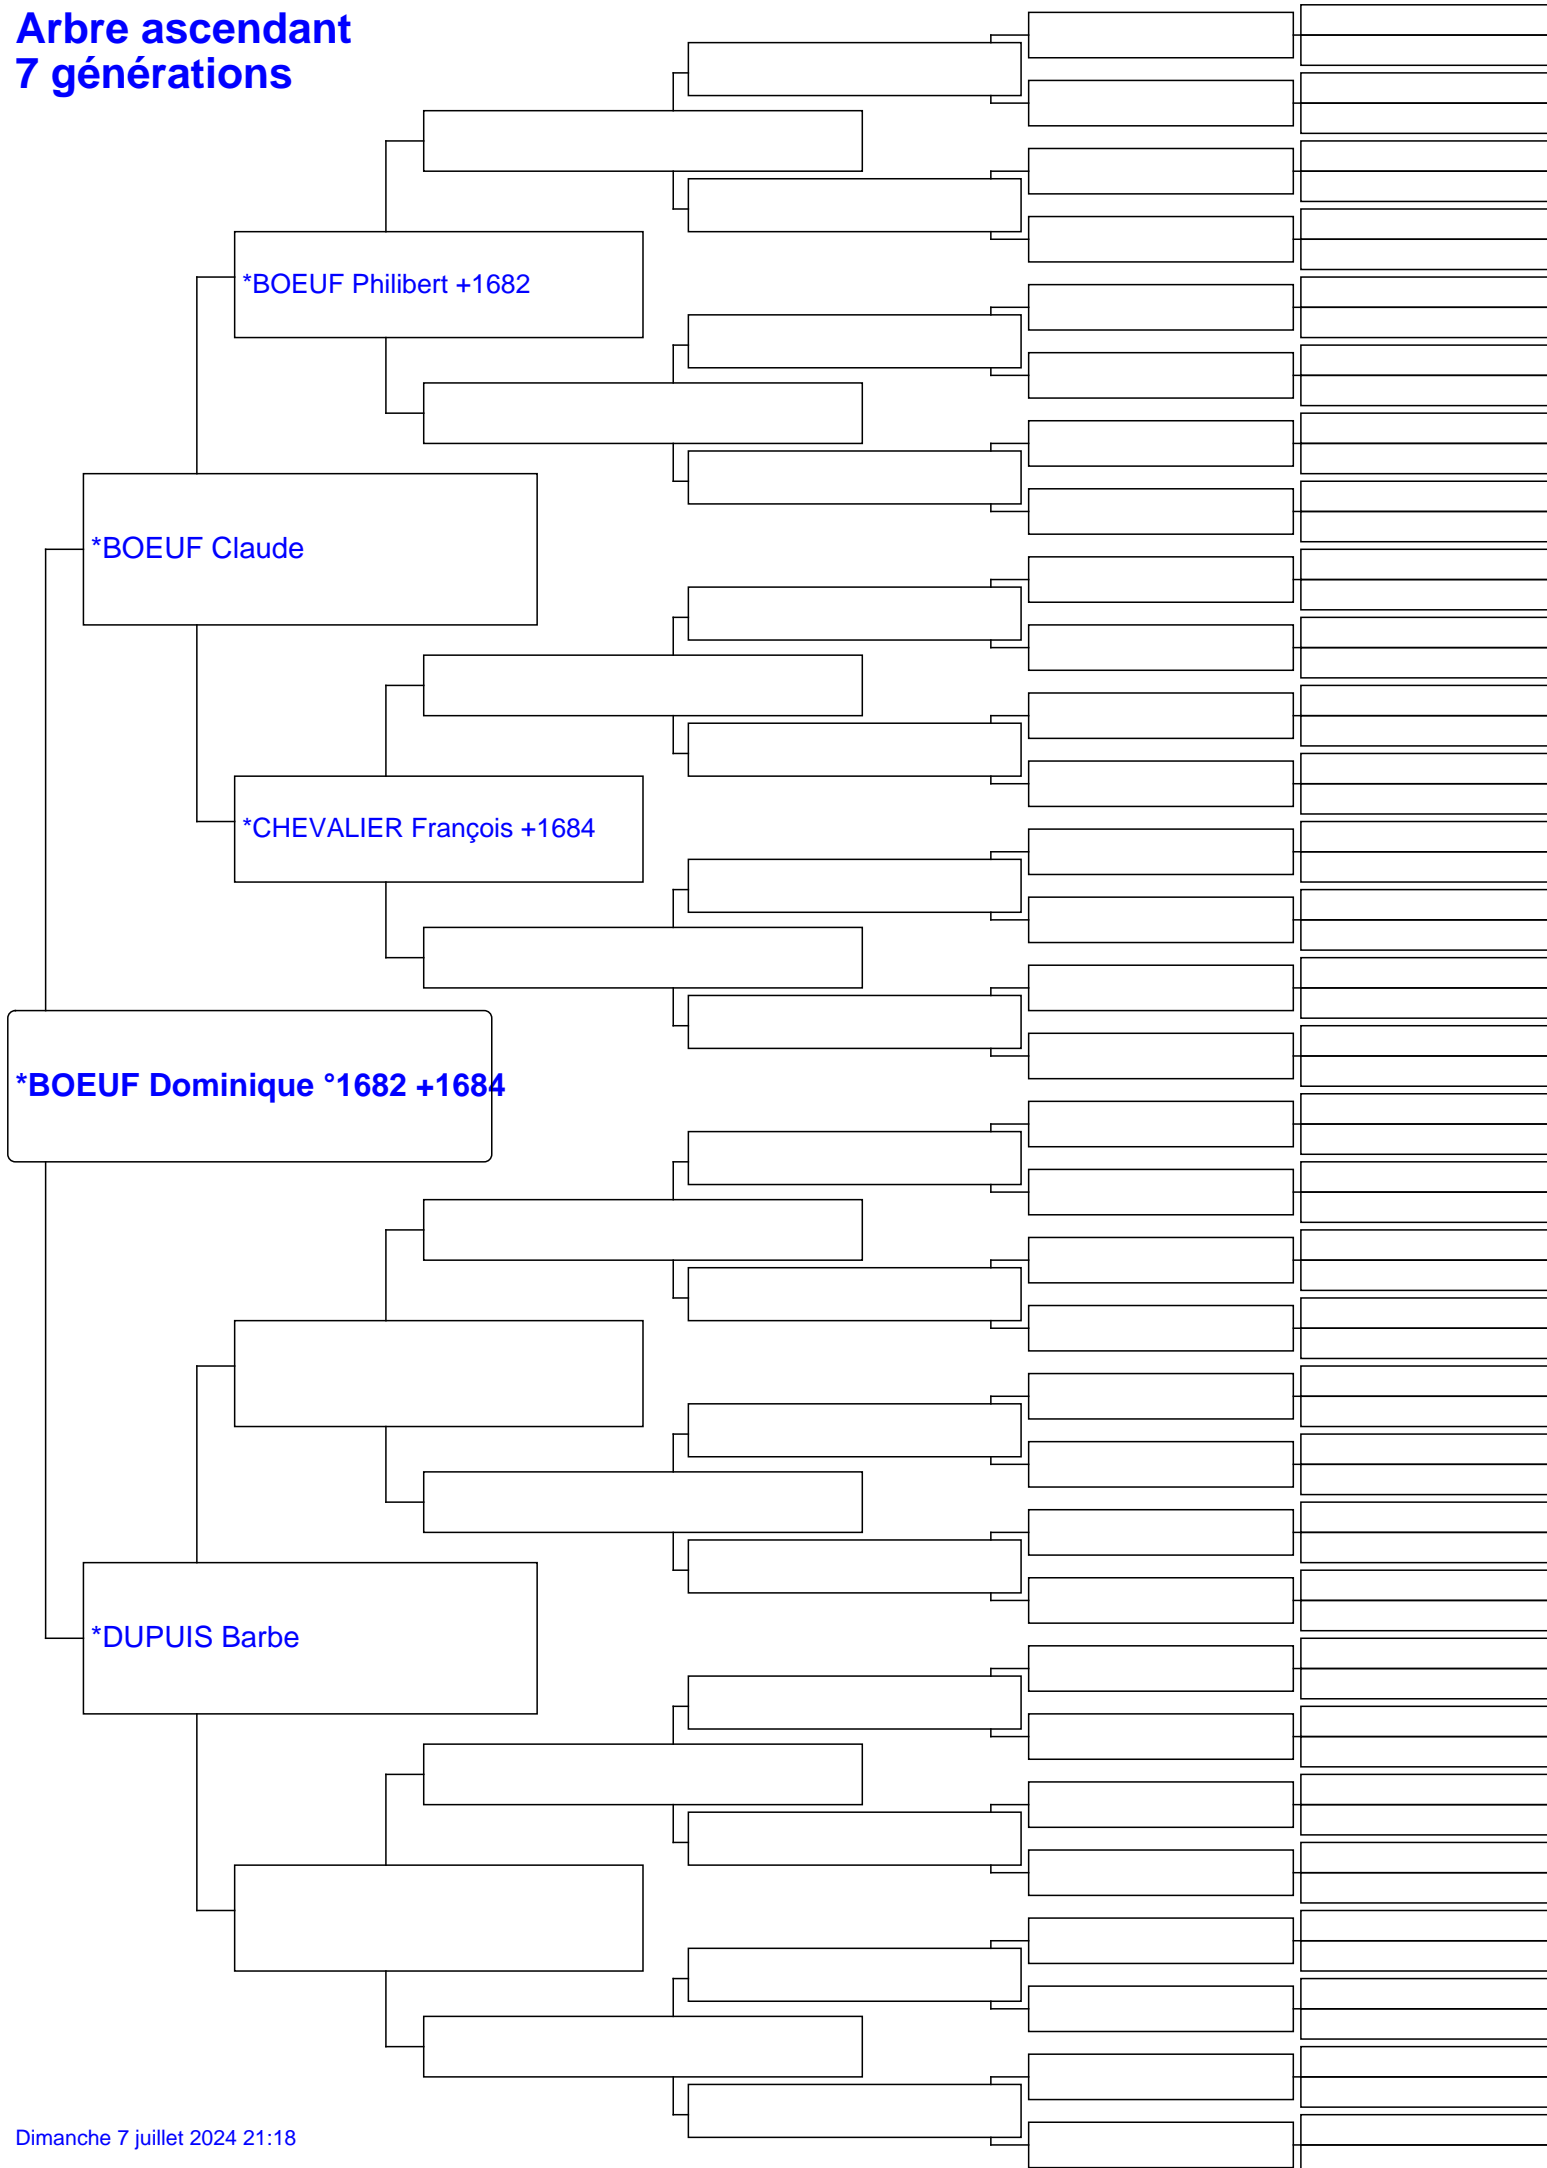 Arbre ascendant
7 générations
*BOEUF Philibert +1682
*BOEUF Claude
*CHEVALIER François +1684
*BOEUF Dominique °1682 +1684
*DUPUIS Barbe
Dimanche 7 juillet 2024 21:18